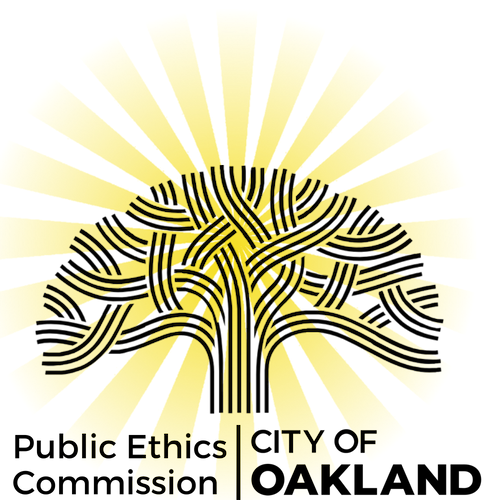 Public Ethics
Commission
CITY OF
OAKLAND